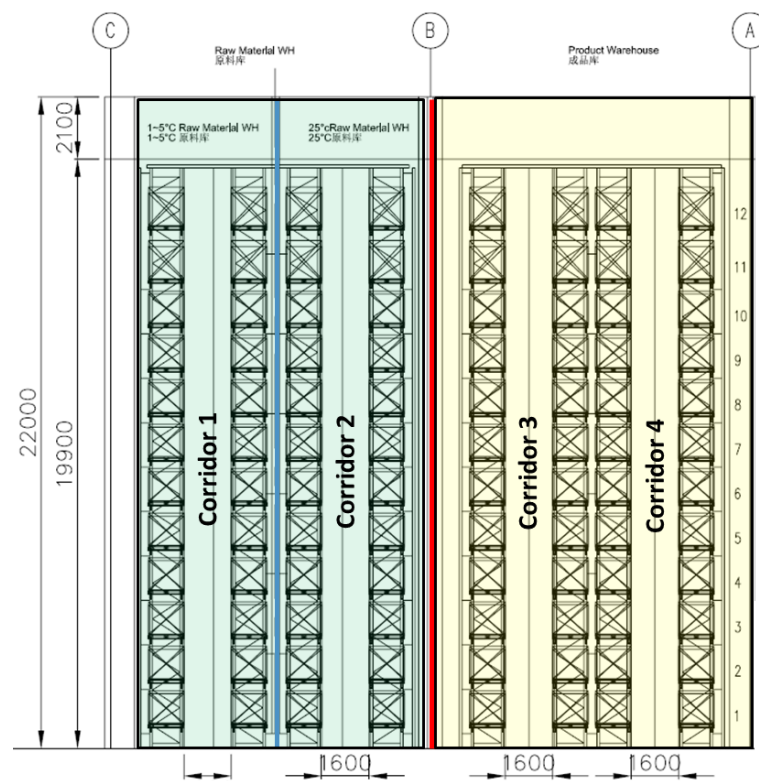 C
B
A
Raw Material WH
原料库
Product Warehouse
成品库
2100
1~5°C Raw Material WH
1~5°C 原料库
25°cRaw Material WH
25°C原料库
22000
19900
12
11
10
9
8
7
6
5
4
3
2
1
Corridor 1
Corridor 2
Corridor 3
Corridor 4
1600
1600
1600